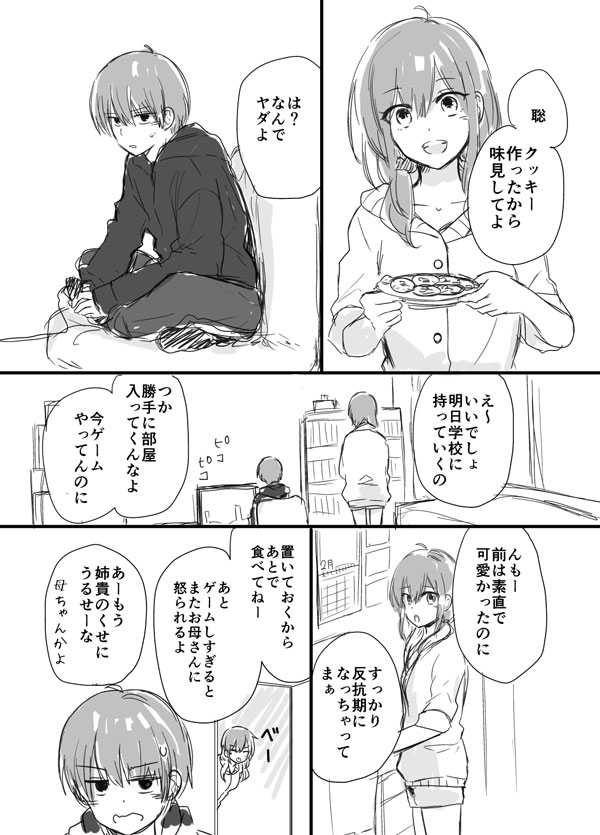 聡
クッキー
作ったから
味見してよ
は?
なんで
ヤダよ
え〜
いいでしょ
明日学校に
持っていくの
ピコ
ピコ
つか
勝手に部屋
入ってくんなよ
今ゲーム
やってんのに
んもー
前は素直で
可愛かったのに
2月
すっかり
反抗期に
なっちゃって
まぁ
置いておくから
あとで
食べてねー
あと
ゲームしすぎると
またお母さんに
怒られるよ
べー
あーもう
姉貴のくせに
うるせーな
母ちゃんかよ